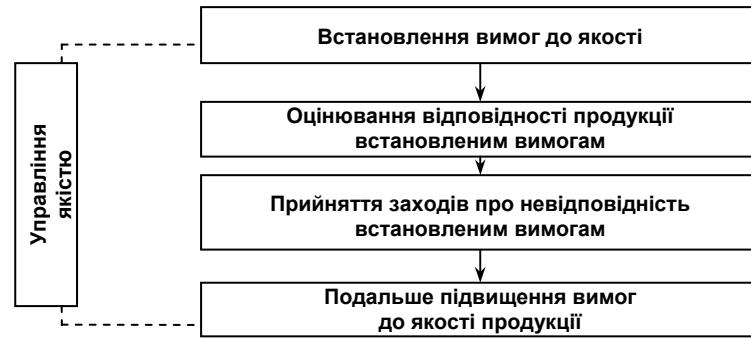 Встановлення вимог до якості
Управління
якістю
Оцінювання відповідності продукції
встановленим вимогам
Прийняття заходів про невідповідність
встановленим вимогам
Подальше підвищення вимог
до якості продукції